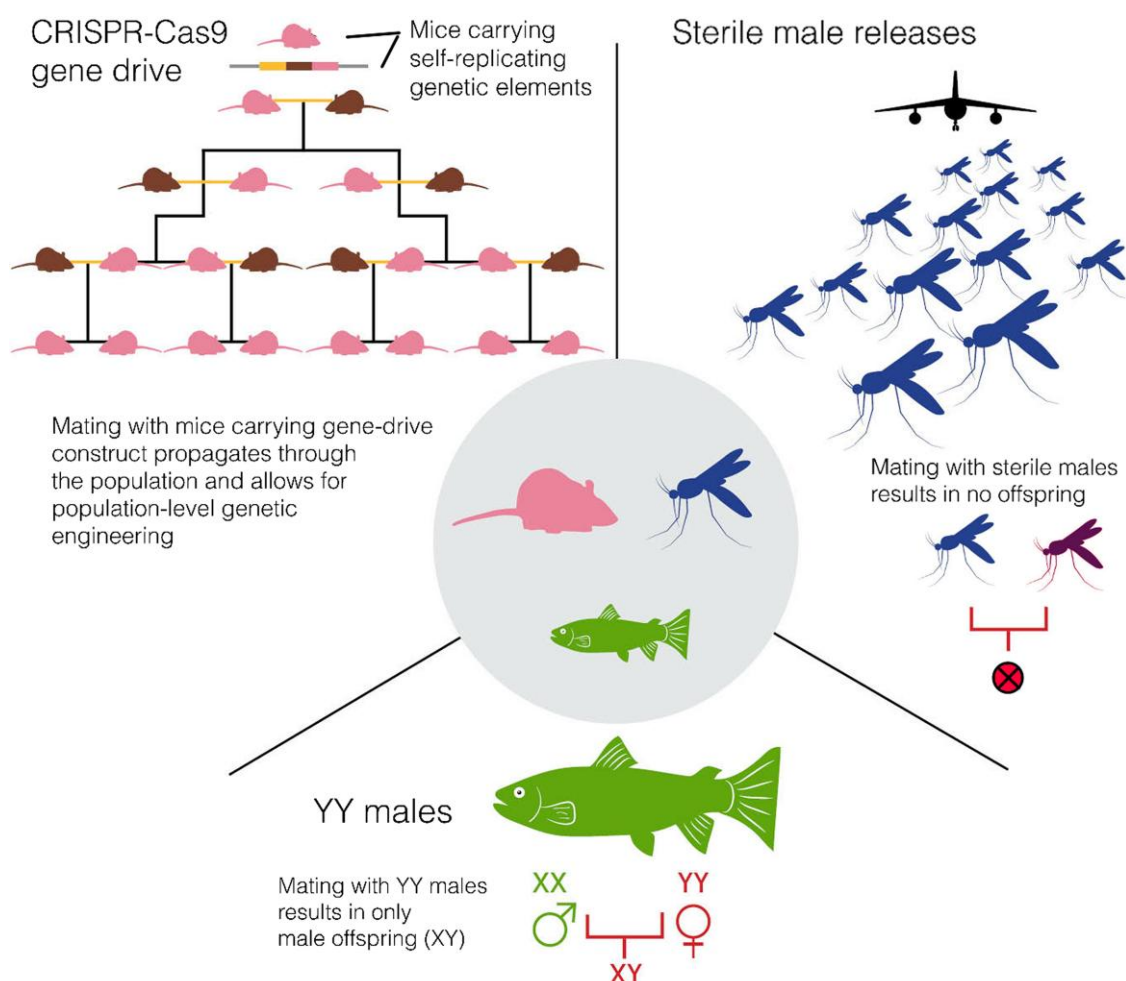 CRISPR-Cas9
gene drive
Mice carrying
self-replicating
genetic elements
Mating with mice carrying gene-drive
construct propagates through
the population and allows for
population-level genetic
engineering
Sterile male releases
Mating with sterile males
results in no offspring
YY males
Mating with YY males
results in only
male offspring (XY)
XX
YY
XY